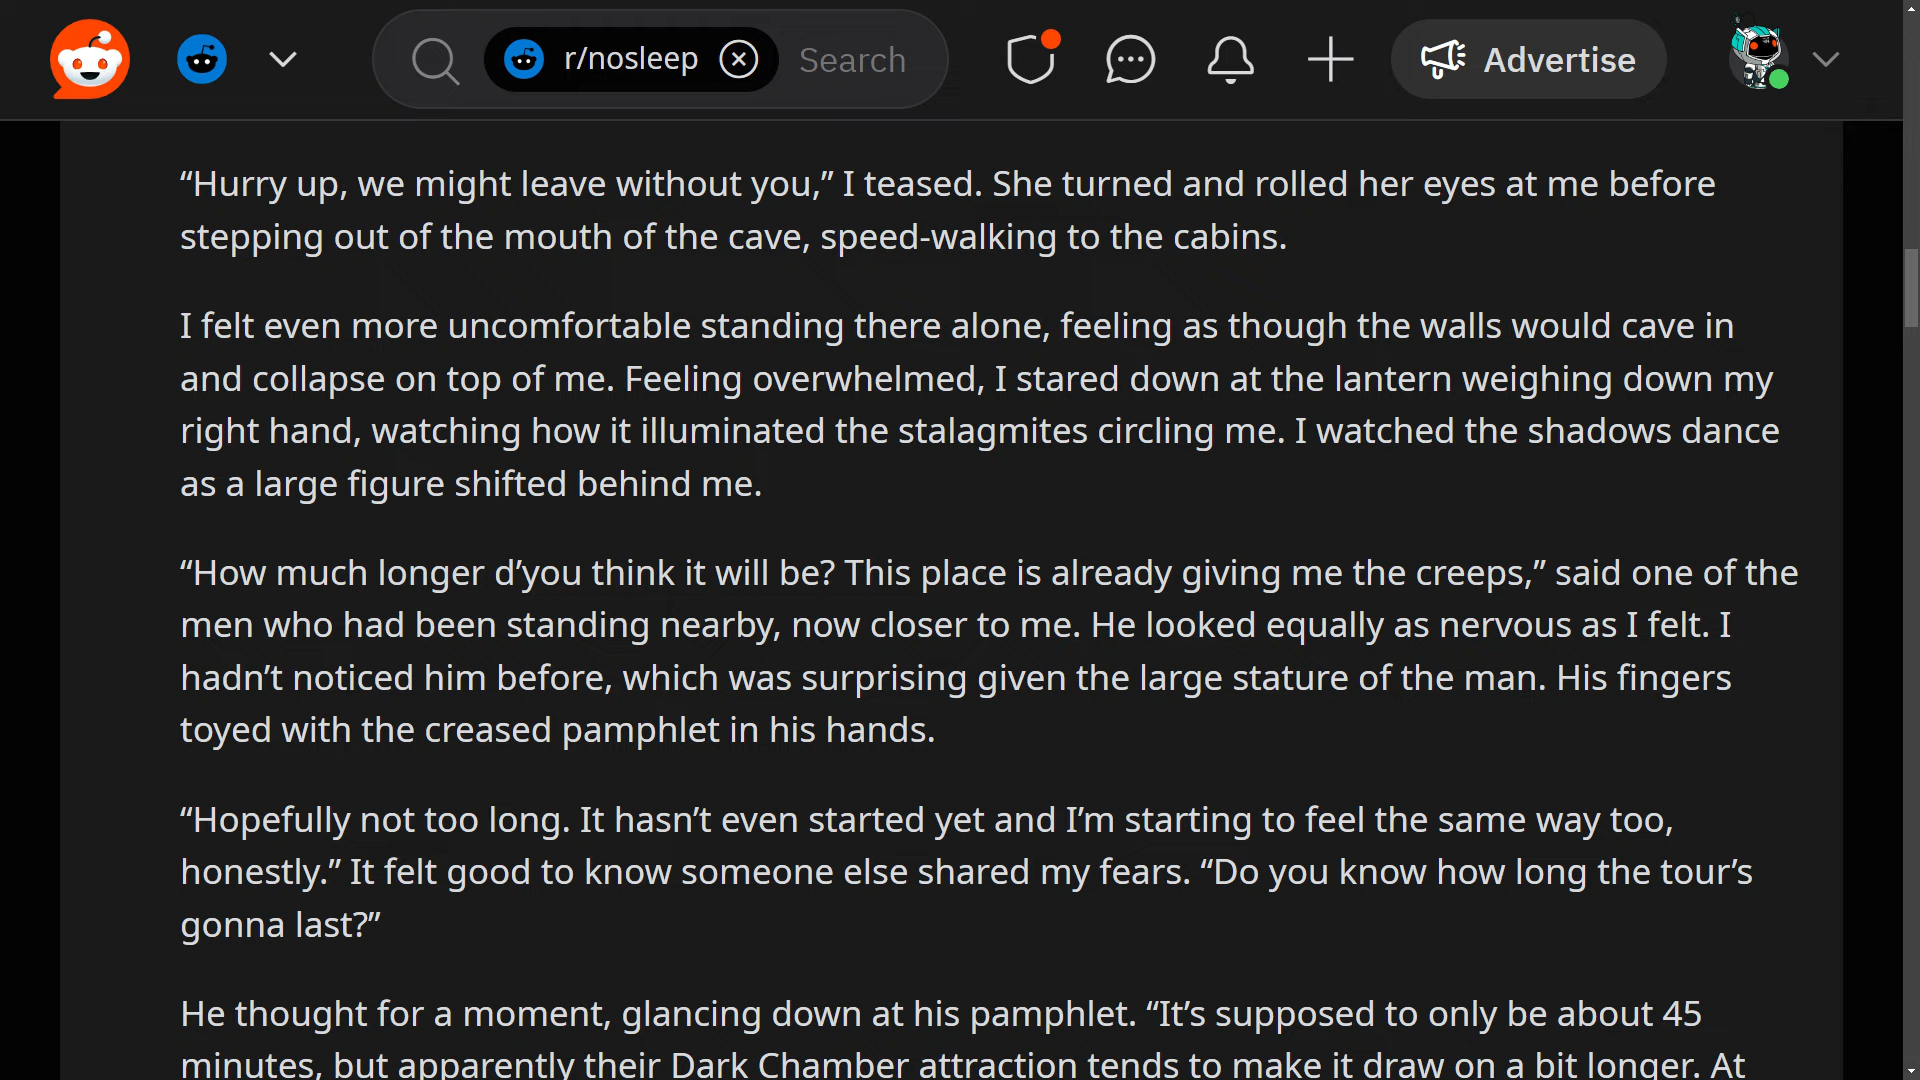 r/nosleep
Search
Advertise
“Hurry up, we might leave without you,” I teased. She turned and rolled her eyes at me before
stepping out of the mouth of the cave, speed-walking to the cabins.
I felt even more uncomfortable standing there alone, feeling as though the walls would cave in
and collapse on top of me. Feeling overwhelmed, I stared down at the lantern weighing down my
right hand, watching how it illuminated the stalagmites circling me. I watched the shadows dance
as a large figure shifted behind me.
“How much longer d’you think it will be? This place is already giving me the creeps,” said one of the
men who had been standing nearby, now closer to me. He looked equally as nervous as I felt. I
hadn’t noticed him before, which was surprising given the large stature of the man. His fingers
toyed with the creased pamphlet in his hands.
“Hopefully not too long. It hasn’t even started yet and I’m starting to feel the same way too,
honestly.” It felt good to know someone else shared my fears. “Do you know how long the tour’s
gonna last?”
He thought for a moment, glancing down at his pamphlet. “It’s supposed to only be about 45
minutes, but apparently their Dark Chamber attraction tends to make it draw on a bit longer. At